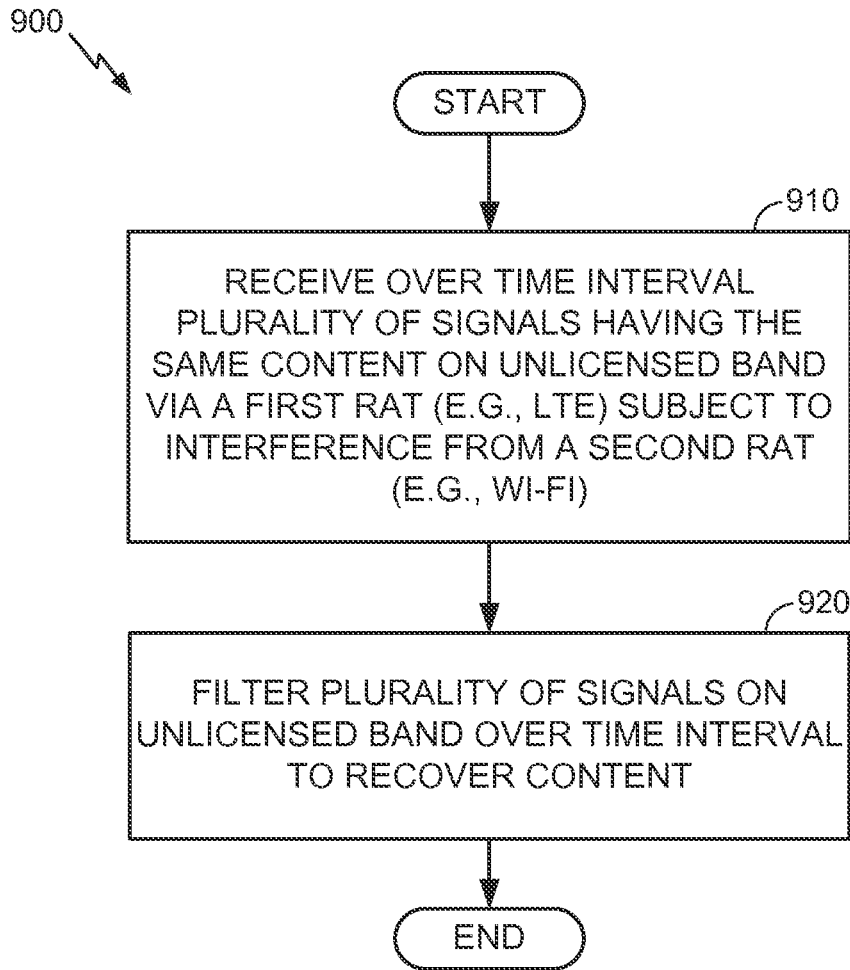 900
START
910
RECEIVE OVER TIME INTERVAL
PLURALITY OF SIGNALS HAVING THE
SAME CONTENT ON UNLICENSED BAND
VIA A FIRST RAT (E.G., LTE) SUBJECT TO
INTERFERENCE FROM A SECOND RAT
(E.G., WI-FI)
920
FILTER PLURALITY OF SIGNALS ON
UNLICENSED BAND OVER TIME INTERVAL
TO RECOVER CONTENT
END